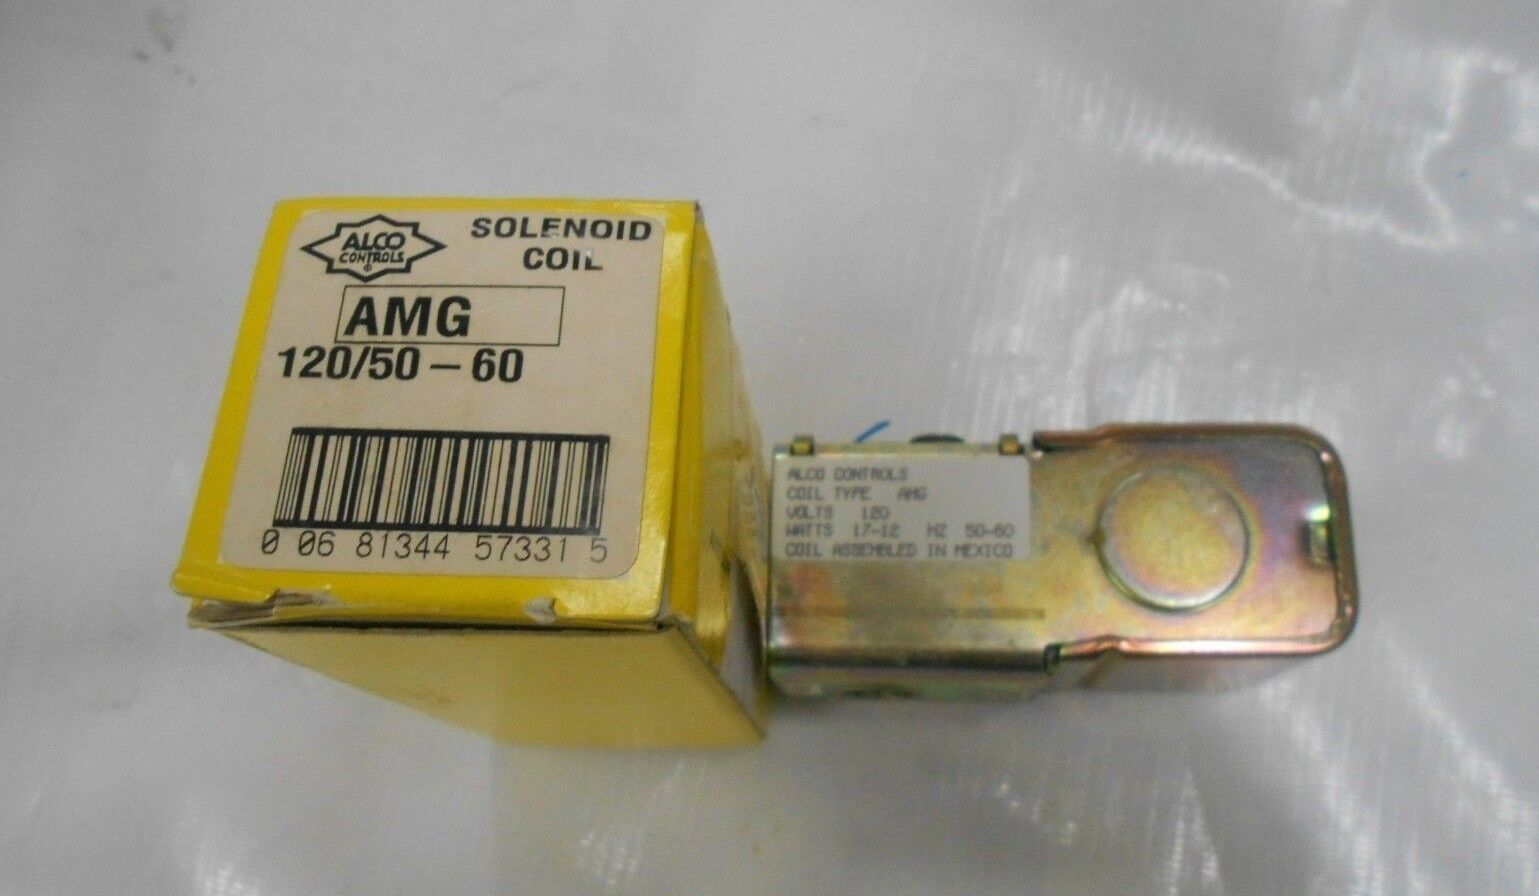 ALCO
CONTROLS
®
SOLENOID
COIL
AMG
120/50-60
0 06 81344 57331 5
ALCO CONTROLS
COIL TYPE AMG
VOLTS 120
WATTS 17-12 HZ 50-60
COIL ASSEMBLED IN MEXICO